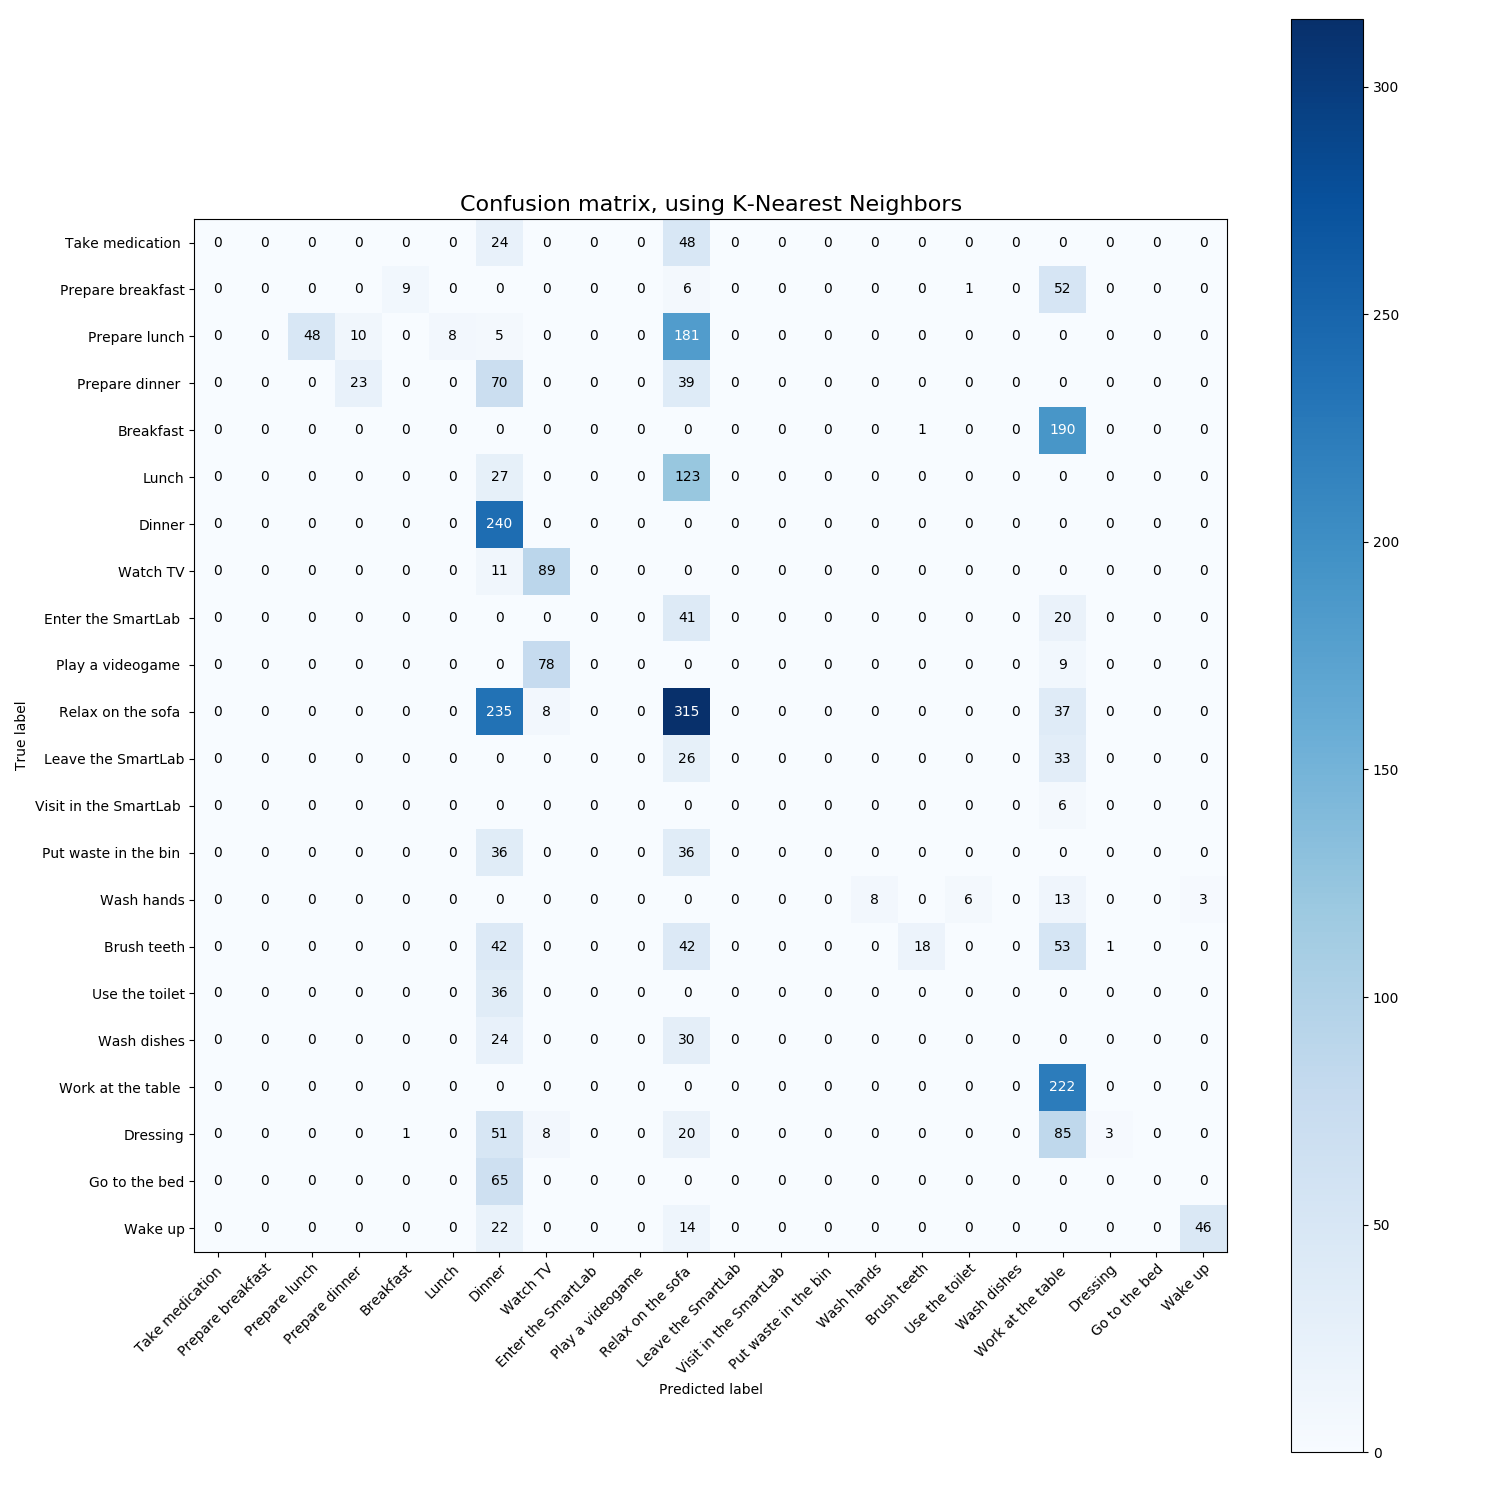 Confusion matrix, using K-Nearest Neighbors
Take medication 0 0 0 0 0 0 24 0 0 0 48 0 0 0 0 0 0 0 0 0 0 0
Prepare breakfast 0 0 0 0 9 0 0 0 0 0 6 0 0 0 0 0 1 0 52 0 0 0
Prepare lunch 0 0 48 10 0 8 5 0 0 0 181 0 0 0 0 0 0 0 0 0 0 0
Prepare dinner 0 0 0 23 0 0 70 0 0 0 39 0 0 0 0 0 0 0 0 0 0 0
Breakfast 0 0 0 0 0 0 0 0 0 0 0 0 0 0 0 1 0 0 190 0 0 0
Lunch 0 0 0 0 0 0 27 0 0 0 123 0 0 0 0 0 0 0 0 0 0 0
Dinner 0 0 0 0 0 0 240 0 0 0 0 0 0 0 0 0 0 0 0 0 0 0
Watch TV 0 0 0 0 0 0 11 89 0 0 0 0 0 0 0 0 0 0 0 0 0 0
Enter the SmartLab 0 0 0 0 0 0 0 0 0 0 41 0 0 0 0 0 0 0 20 0 0 0
Play a videogame 0 0 0 0 0 0 0 78 0 0 0 0 0 0 0 0 0 0 9 0 0 0
Relax on the sofa 0 0 0 0 0 0 235 8 0 0 315 0 0 0 0 0 0 0 37 0 0 0
Leave the SmartLab 0 0 0 0 0 0 0 0 0 0 26 0 0 0 0 0 0 0 33 0 0 0
Visit in the SmartLab 0 0 0 0 0 0 0 0 0 0 0 0 0 0 0 0 0 0 6 0 0 0
Put waste in the bin 0 0 0 0 0 0 36 0 0 0 36 0 0 0 0 0 0 0 0 0 0 0
Wash hands 0 0 0 0 0 0 0 0 0 0 0 0 0 0 8 0 6 0 13 0 0 3
Brush teeth 0 0 0 0 0 0 42 0 0 0 42 0 0 0 0 18 0 0 53 1 0 0
Use the toilet 0 0 0 0 0 0 36 0 0 0 0 0 0 0 0 0 0 0 0 0 0 0
Wash dishes 0 0 0 0 0 0 24 0 0 0 30 0 0 0 0 0 0 0 0 0 0 0
Work at the table 0 0 0 0 0 0 0 0 0 0 0 0 0 0 0 0 0 0 222 0 0 0
Dressing 0 0 0 0 1 0 51 8 0 0 20 0 0 0 0 0 0 0 85 3 0 0
Go to the bed 0 0 0 0 0 0 65 0 0 0 0 0 0 0 0 0 0 0 0 0 0 0
Wake up 0 0 0 0 0 0 22 0 0 0 14 0 0 0 0 0 0 0 0 0 0 46
True label
Take medication
Prepare breakfast
Prepare lunch
Prepare dinner
Breakfast
Lunch
Dinner
Watch TV
Enter the SmartLab
Play a videogame
Relax on the sofa
Leave the SmartLab
Visit in the SmartLab
Put waste in the bin
Wash hands
Brush teeth
Use the toilet
Wash dishes
Work at the table
Dressing
Go to the bed
Wake up
Predicted label
300
250
200
150
100
50
0